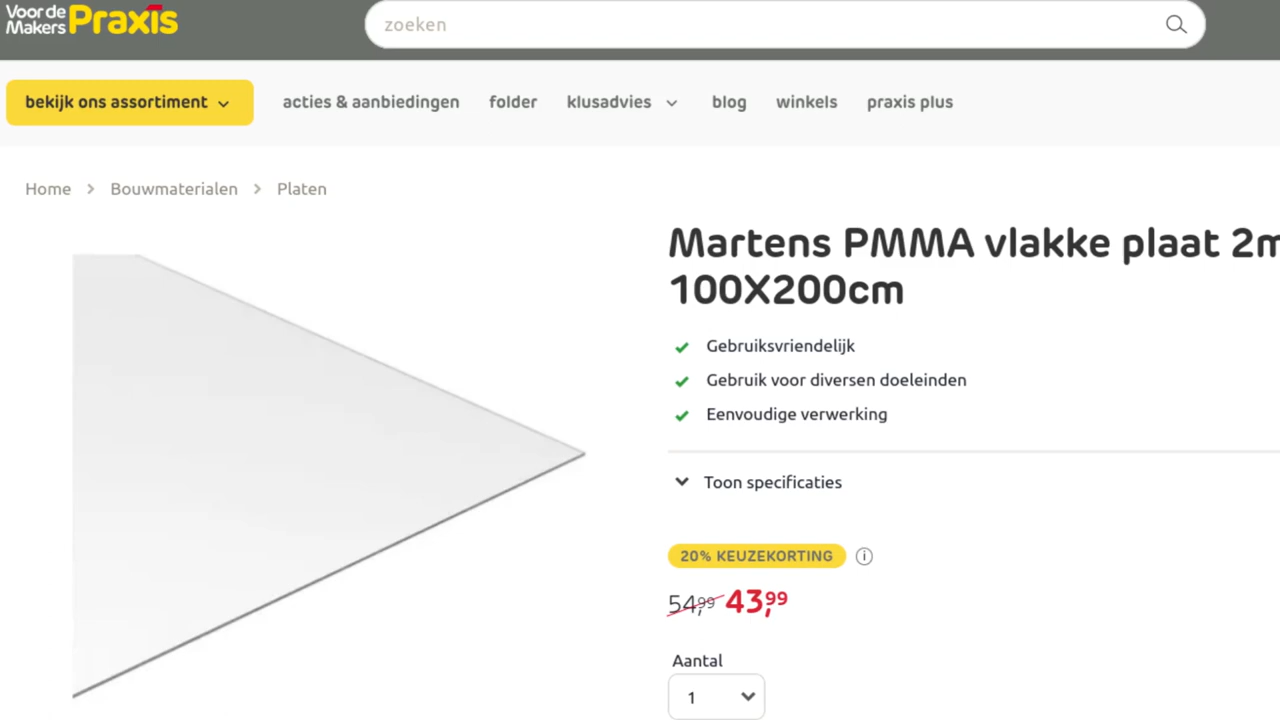 Voor de
Makers Praxis
zoeken
bekijk ons assortiment
acties & aanbiedingen
folder
klusadvies
blog
winkels
praxis plus
Home
Bouwmaterialen
Platen
Martens PMMA vlakke plaat
100X200cm
Gebruiksvriendelijk
Gebruik voor diversen doeleinden
Eenvoudige verwerking
Toon specificaties
20% KEUZEKORTING
54,99 43,99
Aantal
1